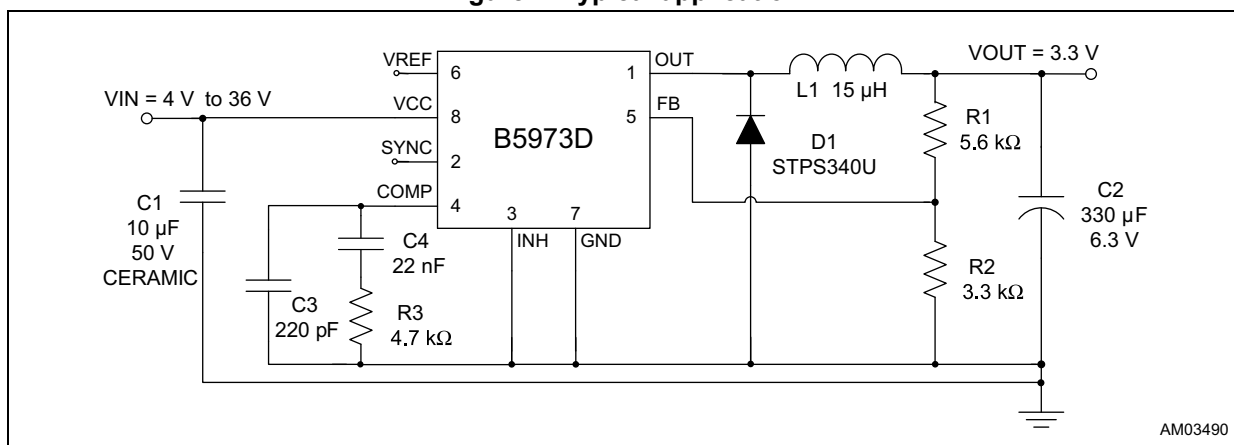 VREF
6
OUT
1
VOUT = 3.3 V
L1 15 µH
VIN = 4 V to 36 V
VCC
8
FB
5
B5973D
SYNC
2
COMP
4
3
INH
7
GND
D1
STPS340U
R1
5.6 kΩ
C2
330 µF
6.3 V
R2
3.3 kΩ
C1
10 µF
50 V
CERAMIC
C4
22 nF
C3
220 pF
R3
4.7 kΩ
AM03490